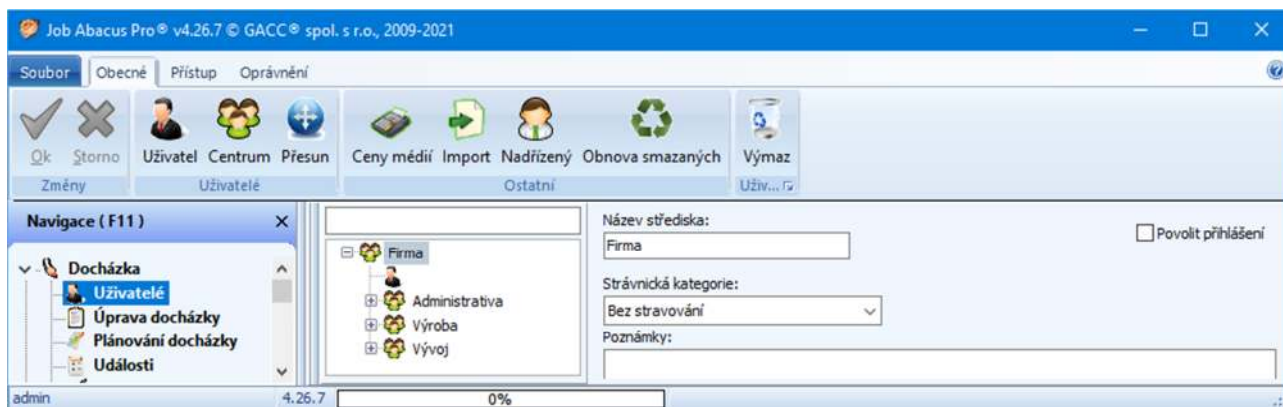 Job Abacus Pro® v4.26.7 © GACC® spol. s r.o., 2009-2021
Soubor Obecné Přístup Oprávnění
Ok Storno Uživatel Centrum Přesun Ceny médií Import Nadřízený Obnova smazaných Výmaz
Změny Uživatelé Ostatní Uživ...
Navigace ( F11 )
Docházka
Uživatelé
Úprava docházky
Plánování docházky
Události
Firma
Administrativa
Výroba
Vývoj
Název střediska:
Firma
Povolit přihlášení
Strávnická kategorie:
Bez stravování
Poznámky:
admin 4.26.7 0%